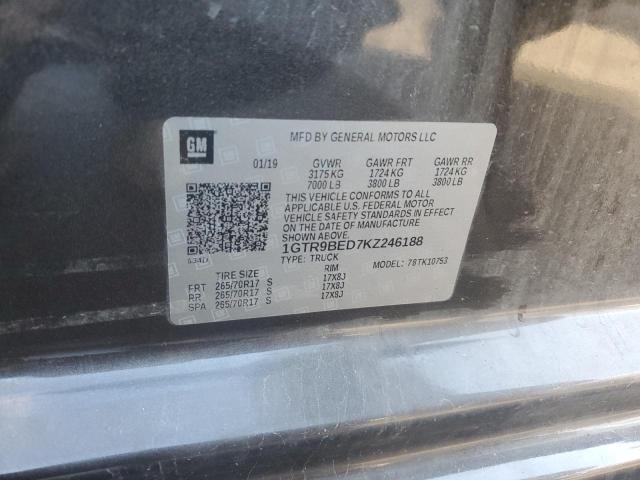 GM
MFD BY GENERAL MOTORS LLC
01/19 GVWR GAWR FRT GAWR RR
3175 KG 1724 KG 1724 KG
7000 LB 3800 LB 3800 LB
THIS VEHICLE CONFORMS TO ALL
APPLICABLE U.S. FEDERAL MOTOR
VEHICLE SAFETY STANDARDS IN EFFECT ON
THE DATE OF MANUFACTURE.
1GTR9BED7KZ246188
TYPE: TRUCK MODEL: 78TK10753
TIRE SIZE RIM
FRT 265/70R17 S 17X8J
RR 265/70R17 S 17X8J
SPA 265/70R17 S 17X8J